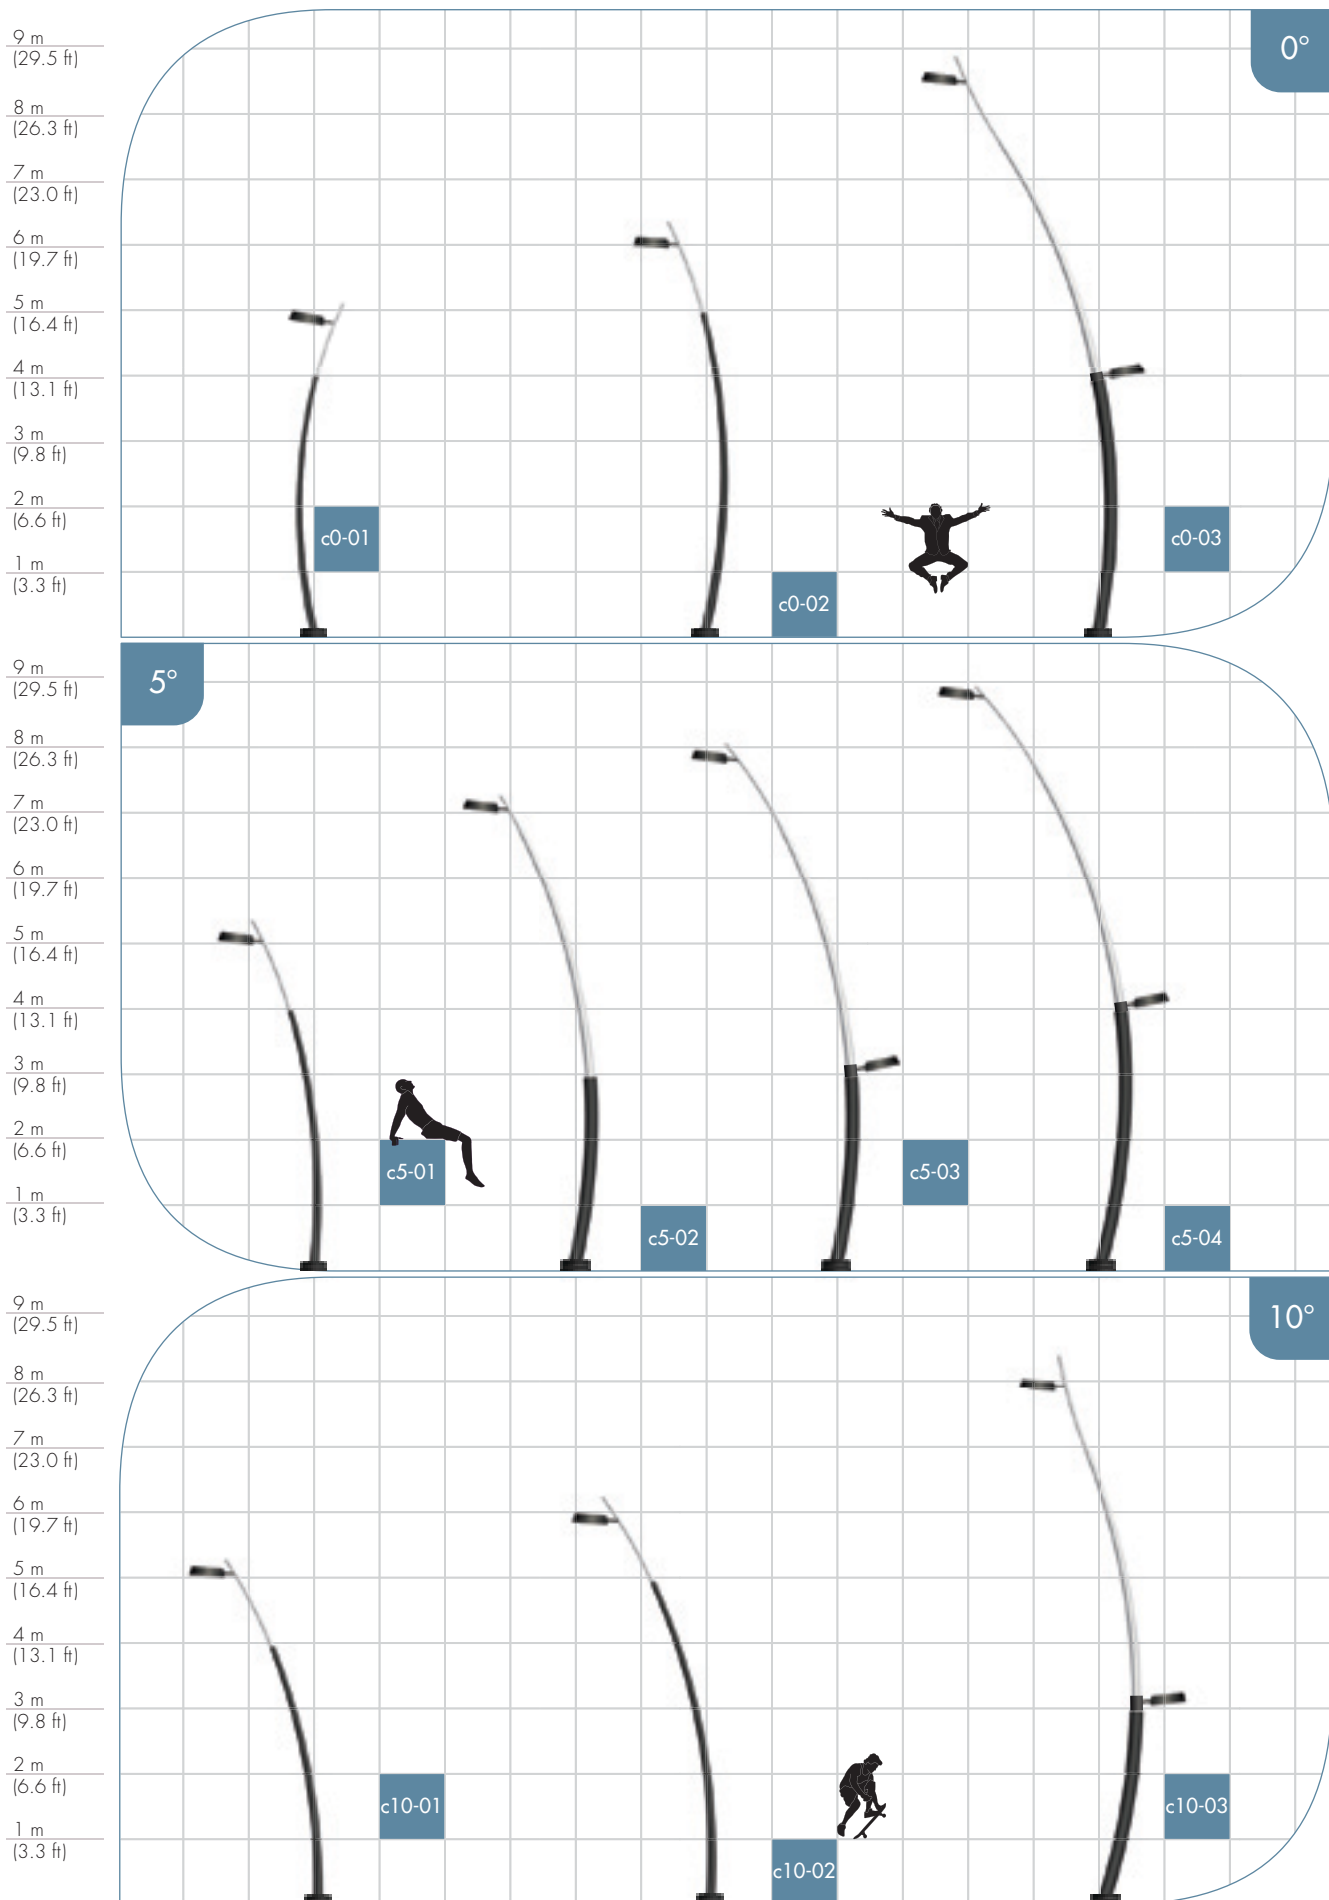 0°
9 m
(29.5 ft)
8 m
(26.3 ft)
7 m
(23.0 ft)
6 m
(19.7 ft)
5 m
(16.4 ft)
4 m
(13.1 ft)
3 m
(9.8 ft)
2 m
(6.6 ft)
1 m
(3.3 ft)
c0-01
c0-02
c0-03
5°
9 m
(29.5 ft)
8 m
(26.3 ft)
7 m
(23.0 ft)
6 m
(19.7 ft)
5 m
(16.4 ft)
4 m
(13.1 ft)
3 m
(9.8 ft)
2 m
(6.6 ft)
1 m
(3.3 ft)
c5-01
c5-02
c5-03
c5-04
10°
9 m
(29.5 ft)
8 m
(26.3 ft)
7 m
(23.0 ft)
6 m
(19.7 ft)
5 m
(16.4 ft)
4 m
(13.1 ft)
3 m
(9.8 ft)
2 m
(6.6 ft)
1 m
(3.3 ft)
c10-01
c10-02
c10-03